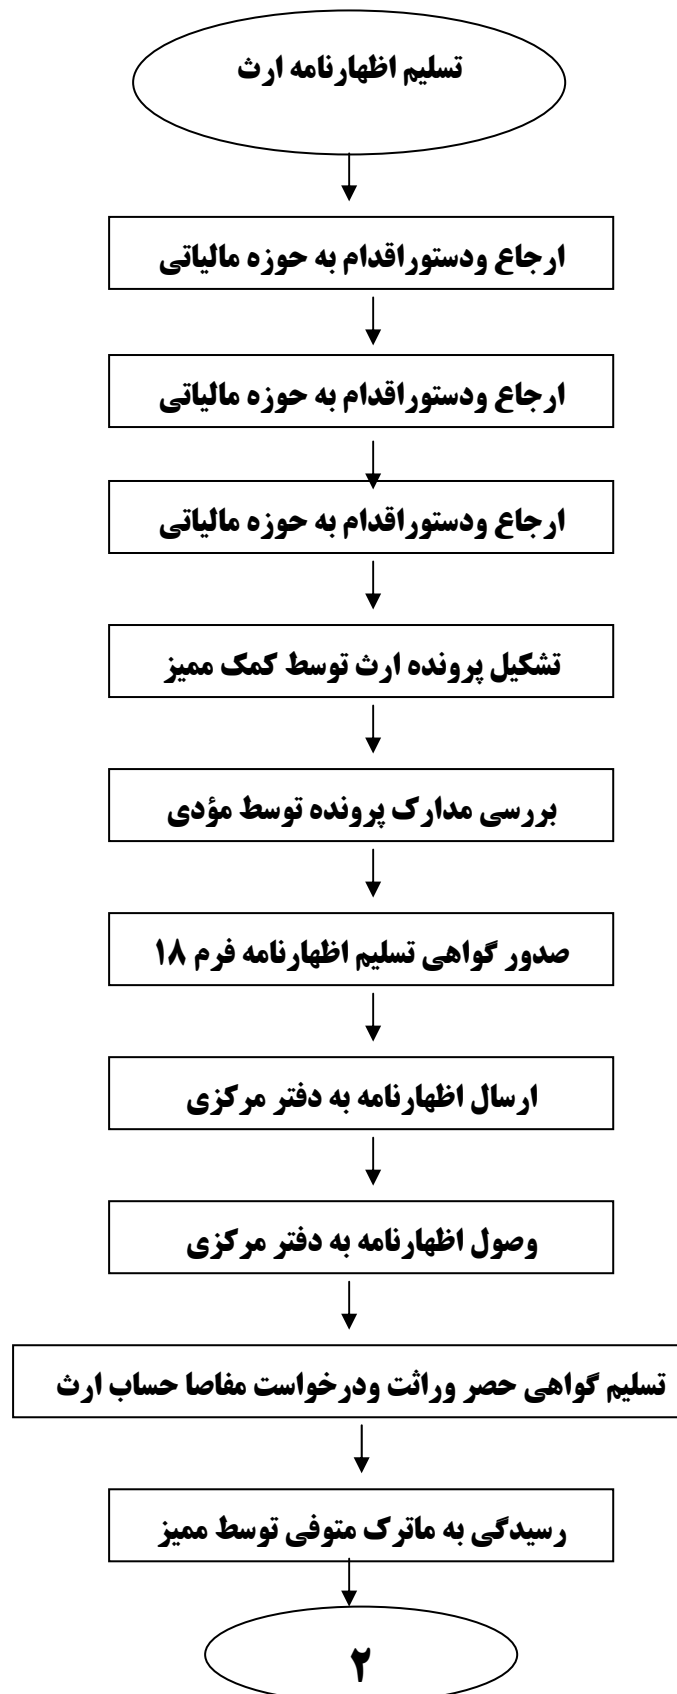 تسلیم اظهارنامه ارث
ارجاع ودستوراقدام به حوزه مالیاتی
ارجاع ودستوراقدام به حوزه مالیاتی
ارجاع ودستوراقدام به حوزه مالیاتی
تشکیل پرونده ارث توسط کمک ممیز
بررسی مدارک پرونده توسط مؤدی
صدور گواهی تسلیم اظهارنامه فرم ۱۸
ارسال اظهارنامه به دفتر مرکزی
وصول اظهارنامه به دفتر مرکزی
تسلیم گواهی حصر وراثت ودرخواست مفاصا حساب ارث
رسیدگی به ماترک متوفی توسط ممیز
۲